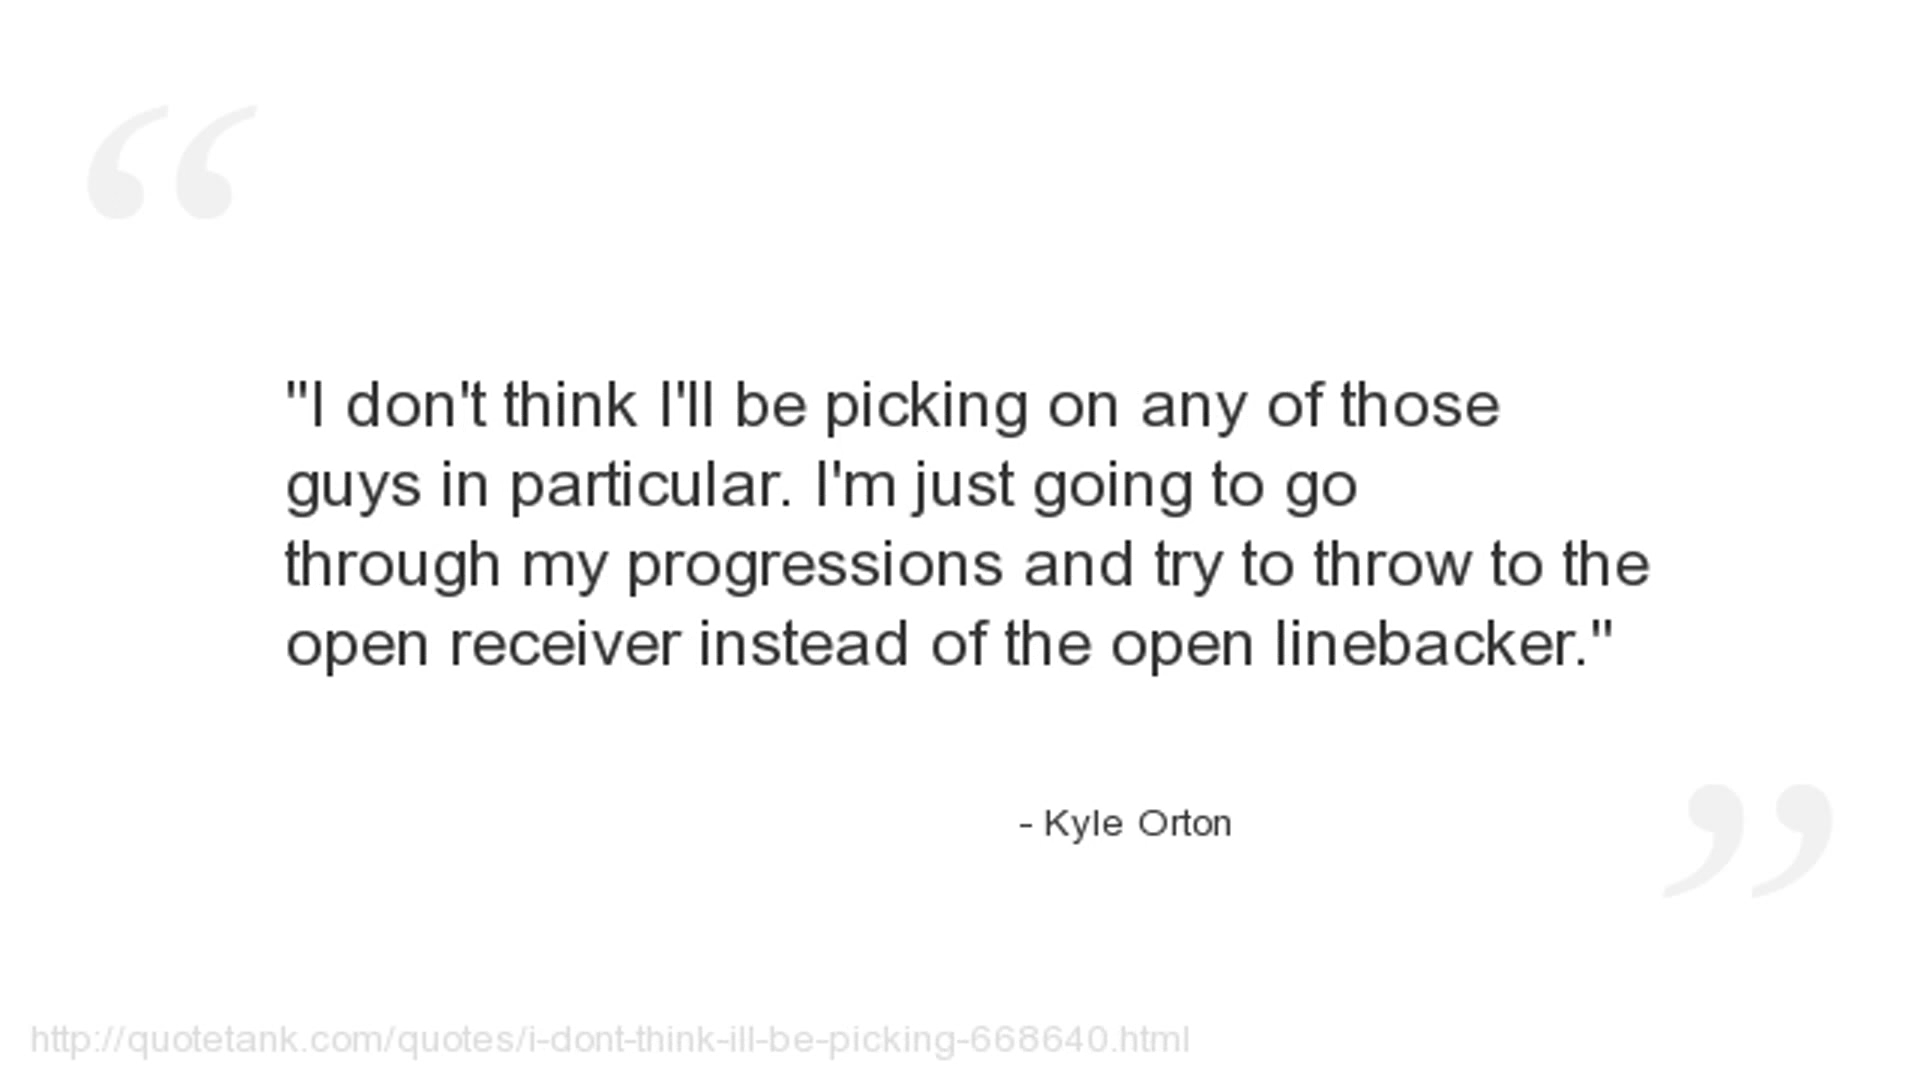 "I don't think I'll be picking on any of those
guys in particular. I'm just going to go
through my progressions and try to throw to the
open receiver instead of the open linebacker."
- Kyle Orton
http://quotetank.com/quotes/i-dont-think-ill-be-picking-668640.html